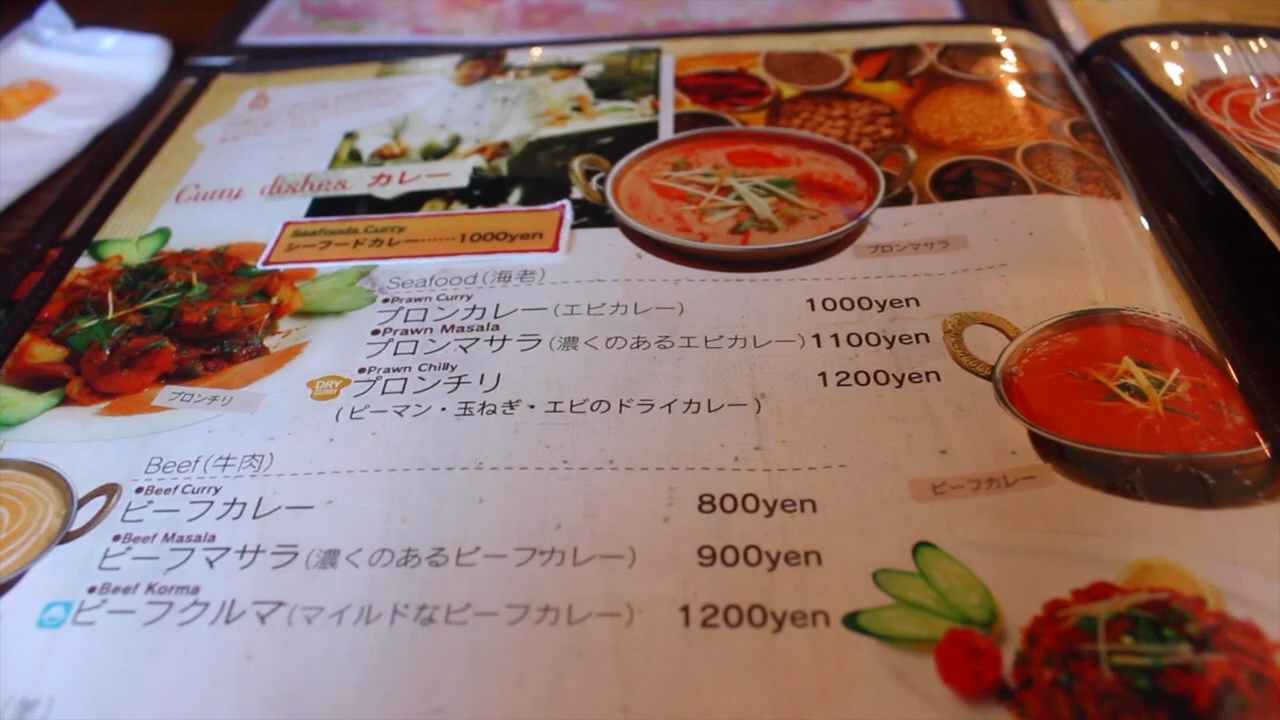 Curry dishes カレー
Seafoods Curry
シーフードカレー……1000yen
プロンマサラ
Seafood(海老)
●Prawn Curry
プロンカレー(エビカレー) 1000yen
●Prawn Masala
プロンマサラ(濃くのあるエビカレー) 1100yen
●Prawn Chilly
DRY CURRY プロンチリ 1200yen
(ピーマン・玉ねぎ・エビのドライカレー)
プロンチリ
Beef(牛肉)
●Beef Curry
ビーフカレー 800yen
ビーフカレー
●Beef Masala
ビーフマサラ(濃くのあるビーフカレー) 900yen
●Beef Korma
ビーフクルマ(マイルドなビーフカレー) 1200yen